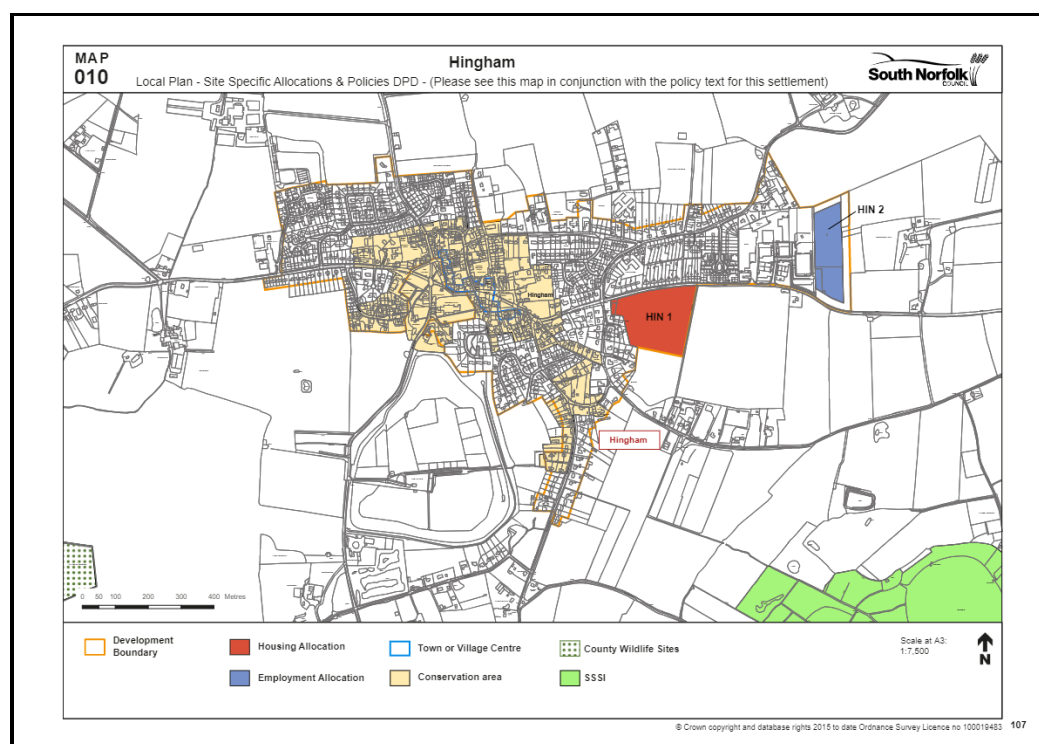 MAP
010
Hingham
Local Plan - Site Specific Allocations & Policies DPD - (Please see this map in conjunction with the policy text for this settlement)
South Norfolk
COUNCIL
HIN 2
Hingham
HIN 1
Hingham
0 50 100 200 300 400 Metres
Development
Boundary
Housing Allocation
Town or Village Centre
County Wildlife Sites
Employment Allocation
Conservation area
SSSI
Scale at A3:
1:7,500
N
© Crown copyright and database rights 2015 to date Ordnance Survey Licence no 100019483
107